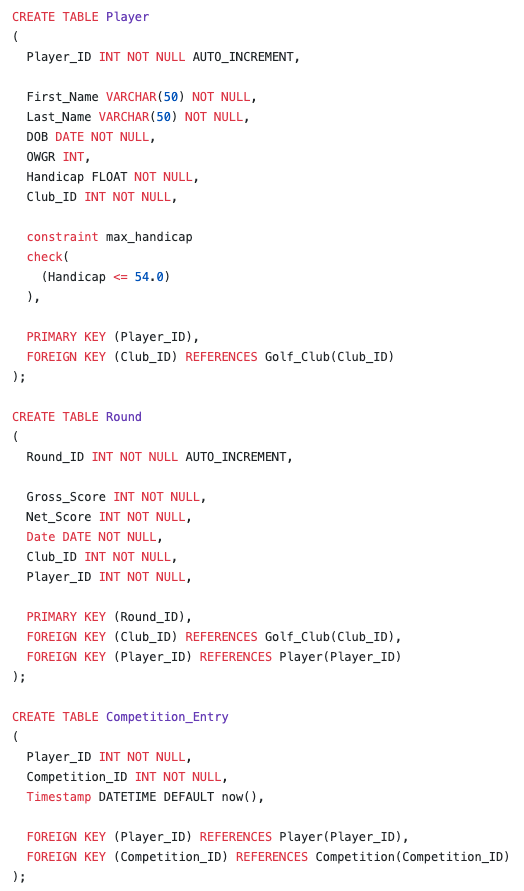 CREATE TABLE Player
(
  Player_ID INT NOT NULL AUTO_INCREMENT,

  First_Name VARCHAR(50) NOT NULL,
  Last_Name VARCHAR(50) NOT NULL,
  DOB DATE NOT NULL,
  OWGR INT,
  Handicap FLOAT NOT NULL,
  Club_ID INT NOT NULL,

  constraint max_handicap
  check(
    (Handicap <= 54.0)
  ),

  PRIMARY KEY (Player_ID),
  FOREIGN KEY (Club_ID) REFERENCES Golf_Club(Club_ID)
);

CREATE TABLE Round
(
  Round_ID INT NOT NULL AUTO_INCREMENT,

  Gross_Score INT NOT NULL,
  Net_Score INT NOT NULL,
  Date DATE NOT NULL,
  Club_ID INT NOT NULL,
  Player_ID INT NOT NULL,

  PRIMARY KEY (Round_ID),
  FOREIGN KEY (Club_ID) REFERENCES Golf_Club(Club_ID),
  FOREIGN KEY (Player_ID) REFERENCES Player(Player_ID)
);

CREATE TABLE Competition_Entry
(
  Player_ID INT NOT NULL,
  Competition_ID INT NOT NULL,
  Timestamp DATETIME DEFAULT now(),

  FOREIGN KEY (Player_ID) REFERENCES Player(Player_ID),
  FOREIGN KEY (Competition_ID) REFERENCES Competition(Competition_ID)
);